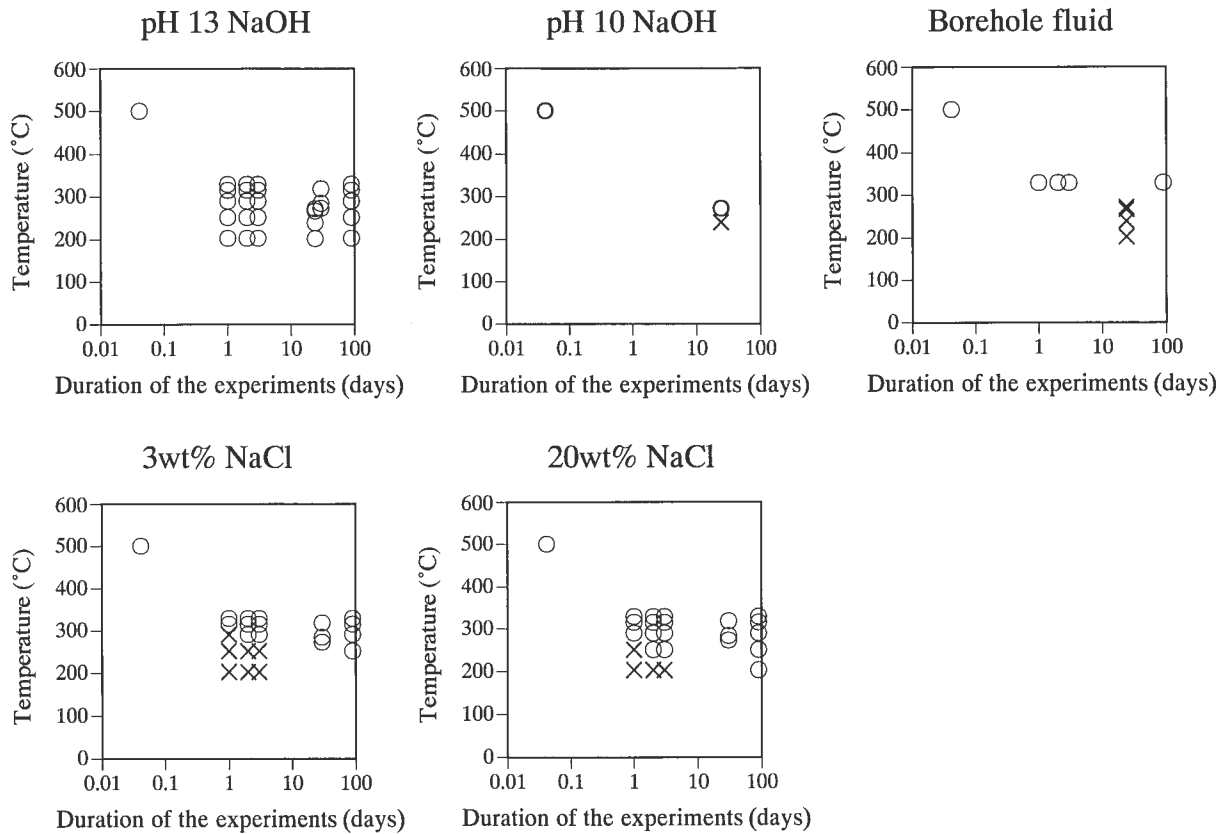 pH 13 NaOH
600
500
400
300
200
100
0
Temperature (°C)
0.01 0.1 1 10 100
Duration of the experiments (days)
pH 10 NaOH
600
500
400
300
200
100
0
Temperature (°C)
0.01 0.1 1 10 100
Duration of the experiments (days)
Borehole fluid
600
500
400
300
200
100
0
Temperature (°C)
0.01 0.1 1 10 100
Duration of the experiments (days)
3wt% NaCl
600
500
400
300
200
100
0
Temperature (°C)
0.01 0.1 1 10 100
Duration of the experiments (days)
20wt% NaCl
600
500
400
300
200
100
0
Temperature (°C)
0.01 0.1 1 10 100
Duration of the experiments (days)